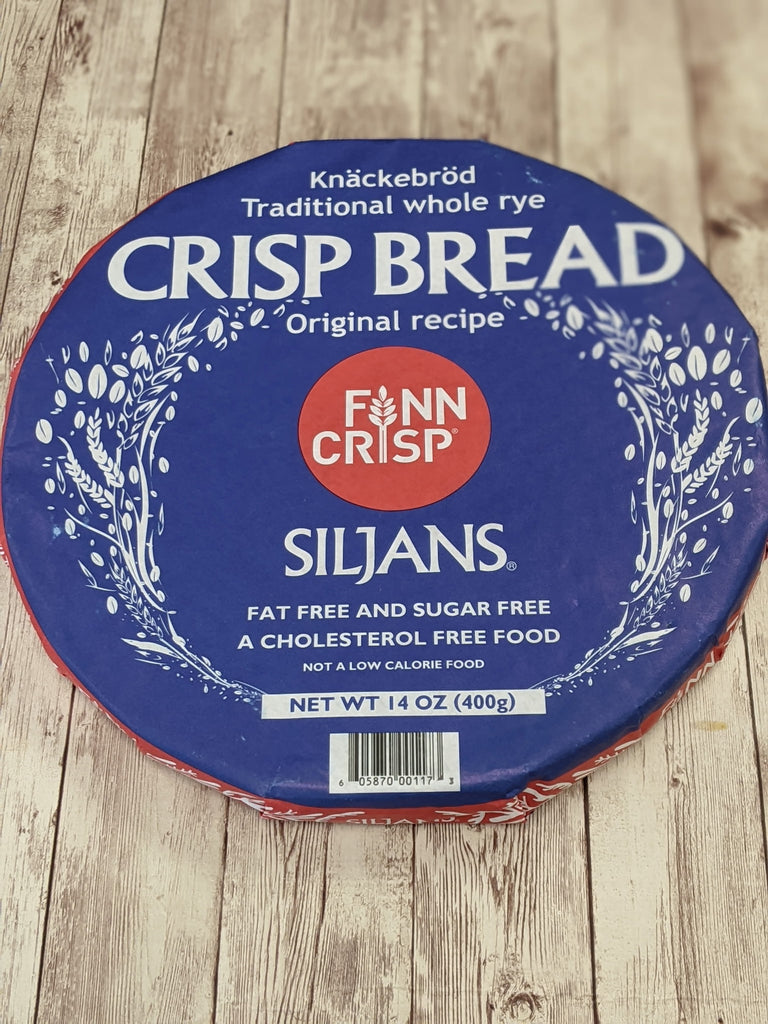 Knäckebröd
Traditional whole rye
CRISP BREAD
Original recipe
FINN
CRISP®
SILJANS®
FAT FREE AND SUGAR FREE
A CHOLESTEROL FREE FOOD
NOT A LOW CALORIE FOOD
NET WT 14 OZ (400g)
6 05870 00117 3
SILJANS